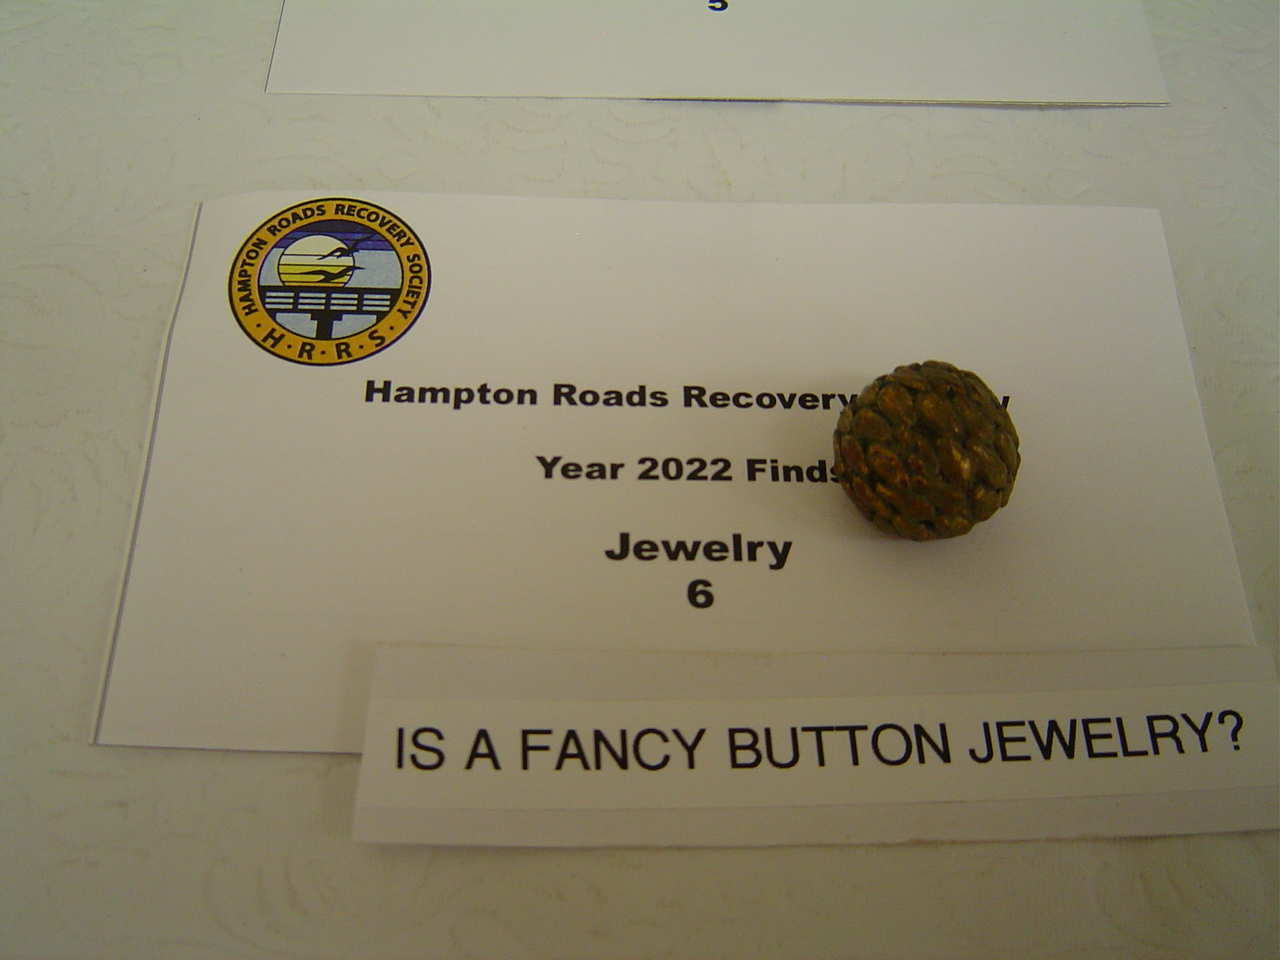 5
HAMPTON ROADS RECOVERY SOCIETY
· H · R · R · S ·
Hampton Roads Recovery y
Year 2022 Finds
Jewelry
6
IS A FANCY BUTTON JEWELRY?